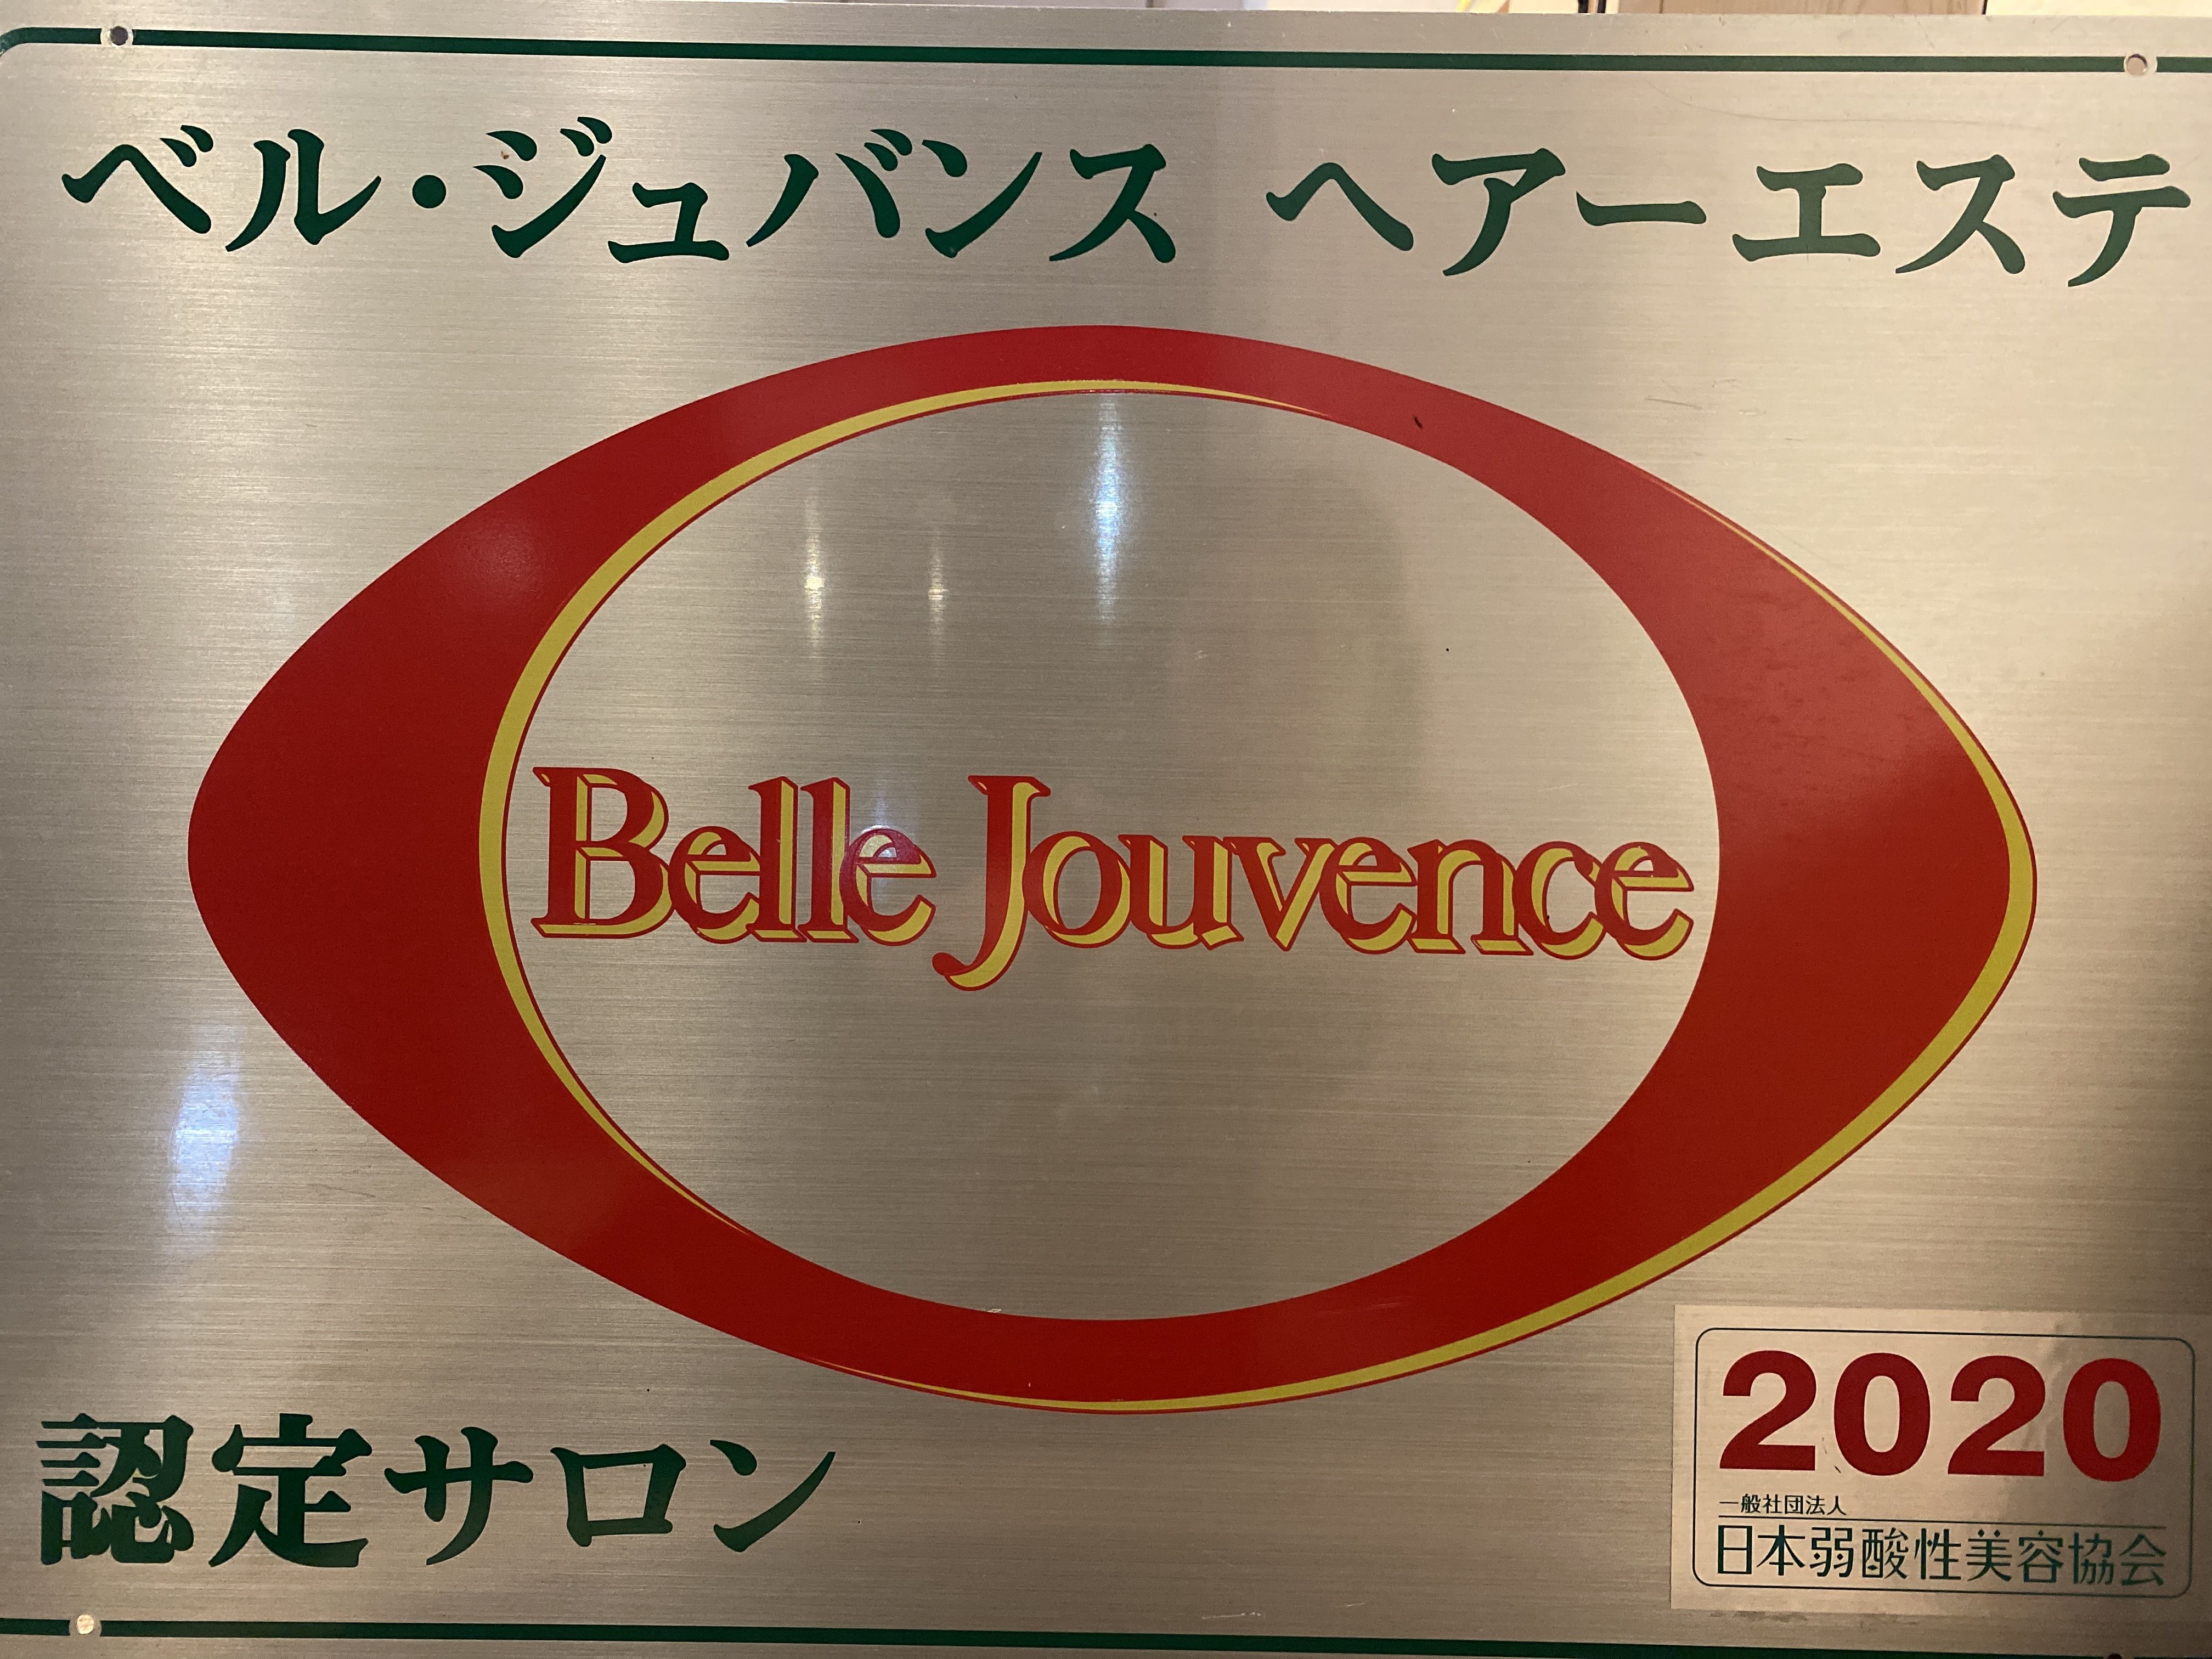 ベル・ジュバンス ヘアーエステ
Belle Jouvence
認定サロン
2020
一般社団法人
日本弱酸性美容協会